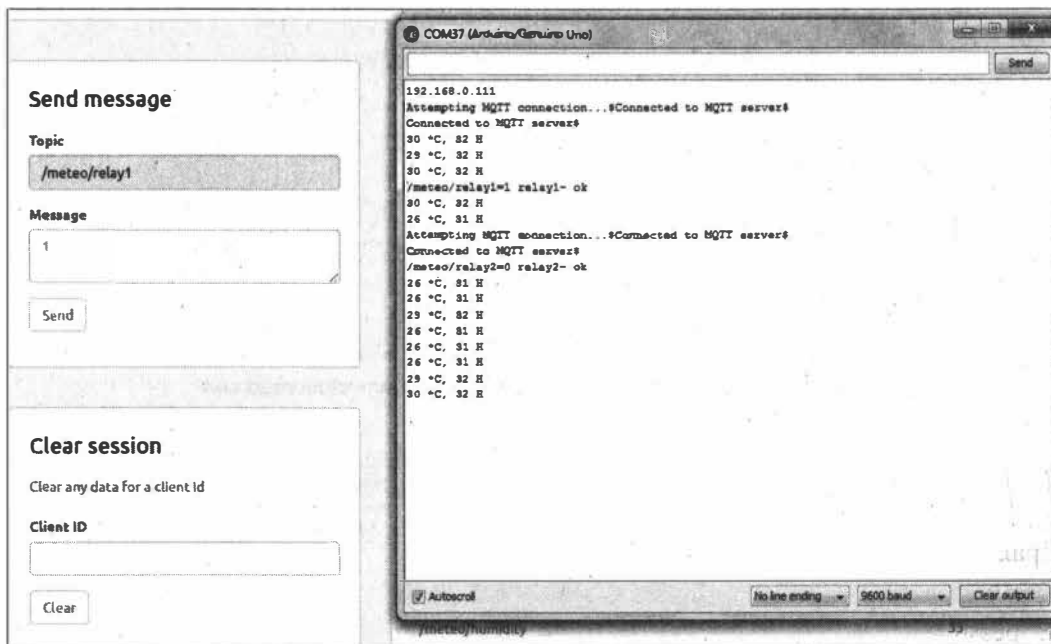 Send message
Topic
/meteo/relay1
Message
1
Send
Clear session
Clear any data for a client id
Client ID
Clear
COM37 (Arduino/Genuino Uno)
Send
192.168.0.111
Attempting MQTT connection...$Connected to MQTT server$
Connected to MQTT server$
30 °C, 32 H
29 °C, 32 H
30 °C, 32 H
/meteo/relay1=1 relay1- ok
30 °C, 32 H
26 °C, 31 H
Attempting MQTT connection...$Connected to MQTT server$
Connected to MQTT server$
/meteo/relay2=0 relay2- ok
26 °C, 31 H
26 °C, 31 H
29 °C, 32 H
26 °C, 31 H
26 °C, 31 H
26 °C, 31 H
29 °C, 32 H
30 °C, 32 H
Autoscroll
No line ending
9600 baud
Clear output
/meteo/humidity